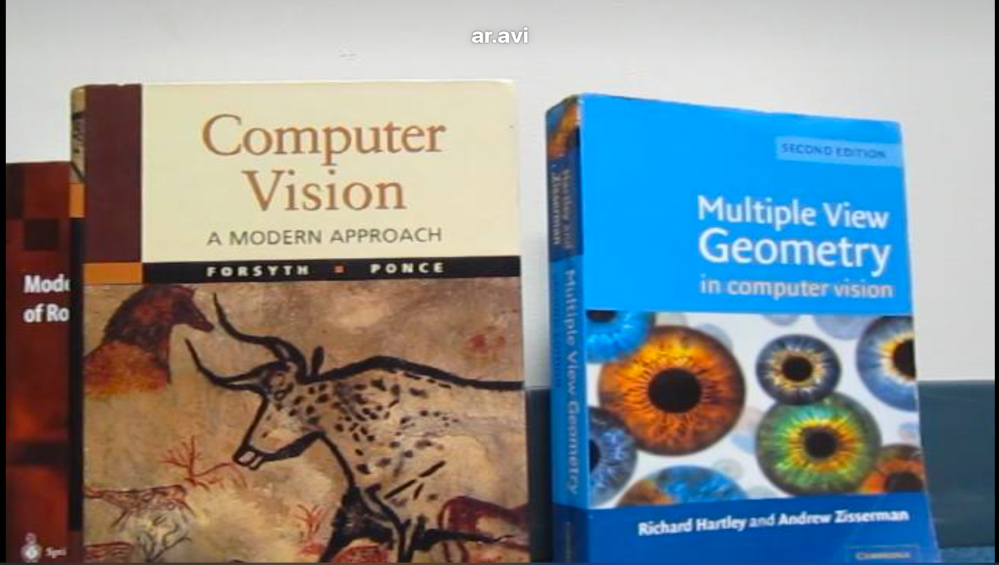 ar.avi
Mode
of Ro
Computer
Vision
A MODERN APPROACH
FORSYTH PONCE
Hartley and
Zisserman
Multiple View Geometry
SECOND EDITION
Multiple View
Geometry
in computer vision
Richard Hartley and Andrew Zisserman
CAMBRIDGE